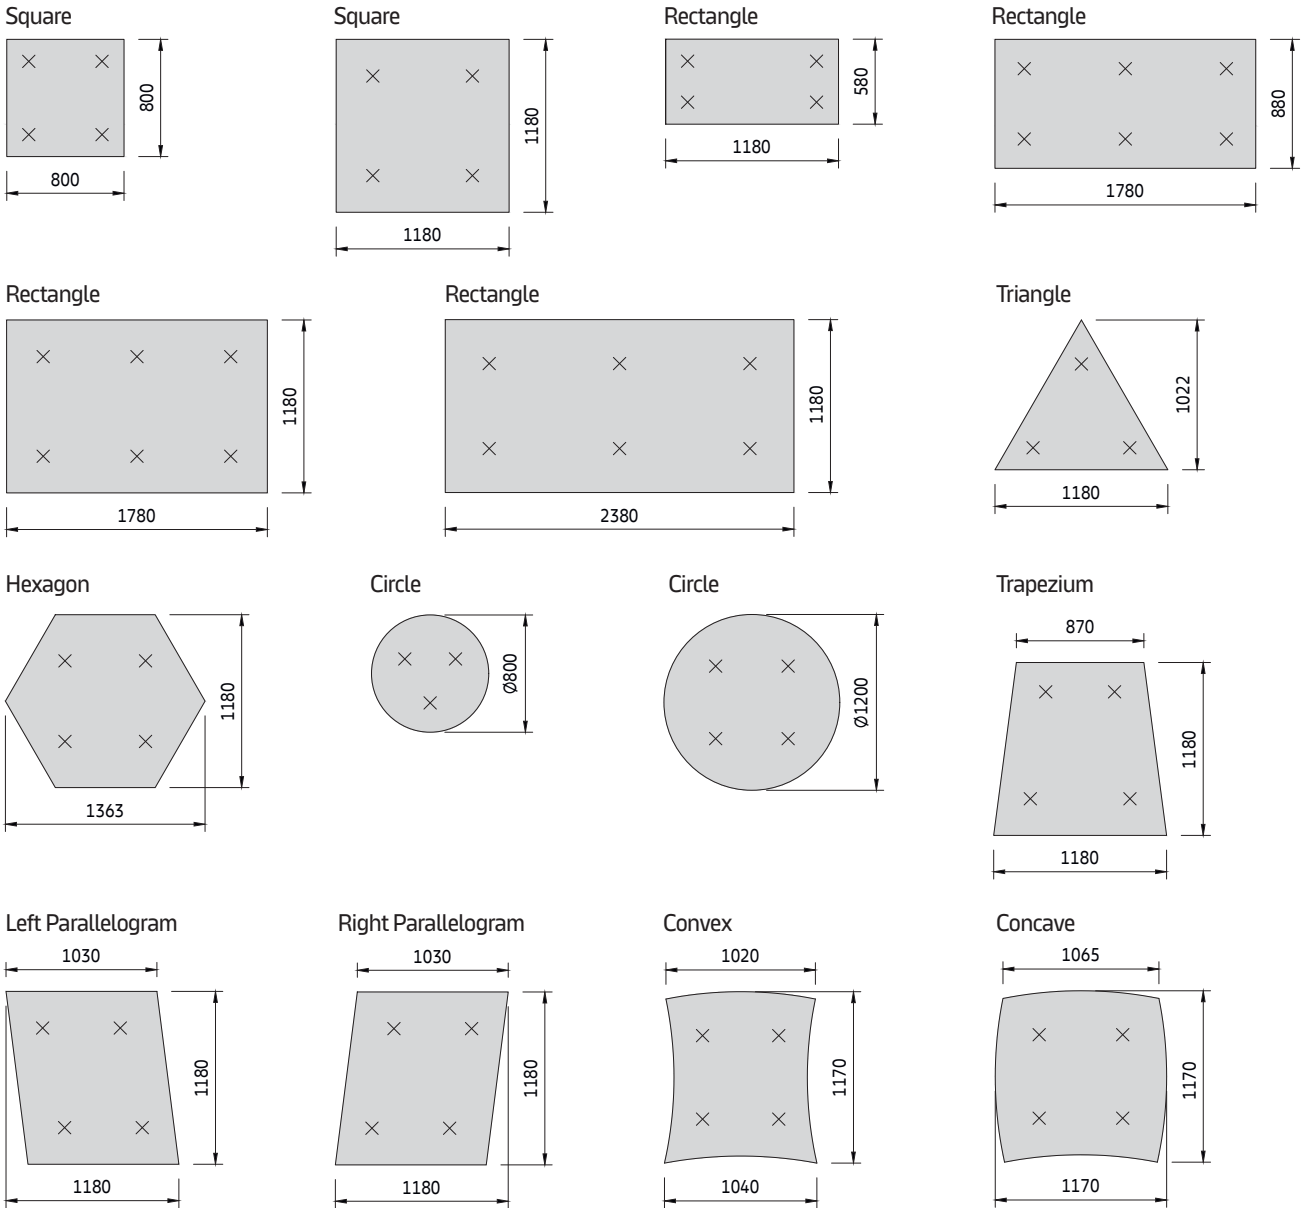 Square
800
800
Square
1180
1180
Rectangle
580
1180
Rectangle
880
1780
Rectangle
1180
1780
Rectangle
1180
2380
Triangle
1022
1180
Hexagon
1180
1363
Circle
Ø800
Circle
Ø1200
Trapezium
870
1180
1180
Left Parallelogram
1030
1180
1180
Right Parallelogram
1030
1180
1180
Convex
1020
1170
1040
Concave
1065
1170
1170